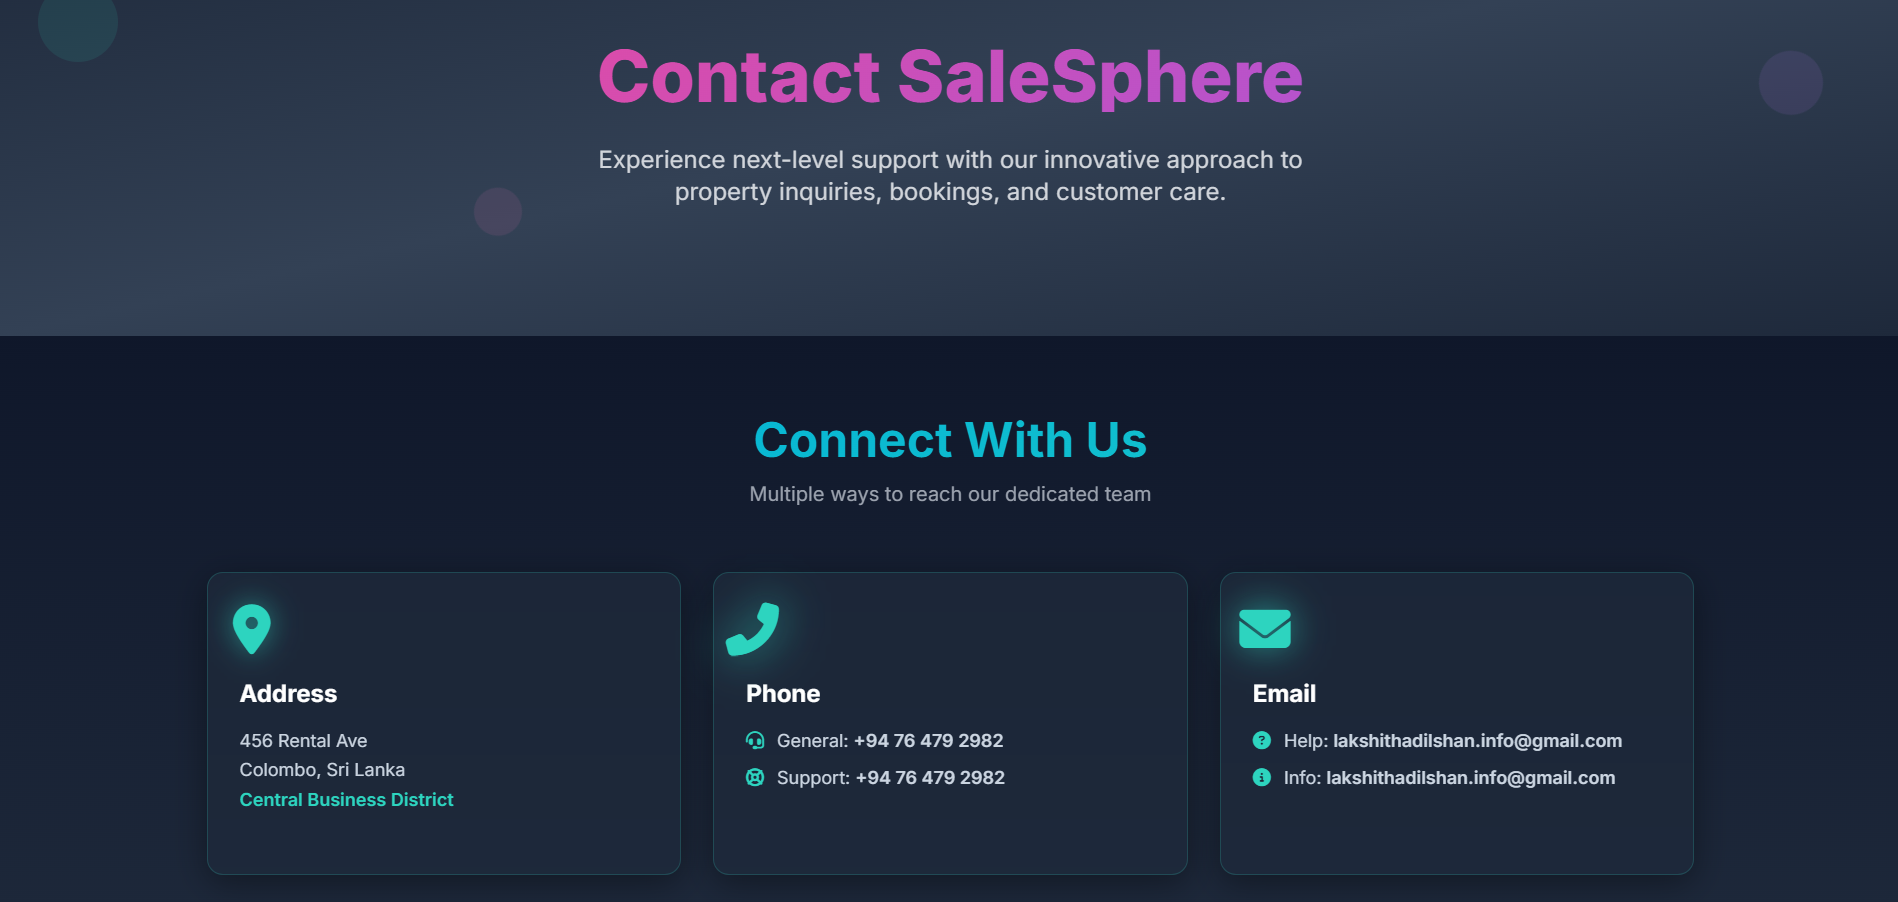 Contact SaleSphere
Experience next-level support with our innovative approach to
property inquiries, bookings, and customer care.
Connect With Us
Multiple ways to reach our dedicated team
Address
456 Rental Ave
Colombo, Sri Lanka
Central Business District
Phone
General: +94 76 479 2982
Support: +94 76 479 2982
Email
Help: lakshithadilshan.info@gmail.com
Info: lakshithadilshan.info@gmail.com